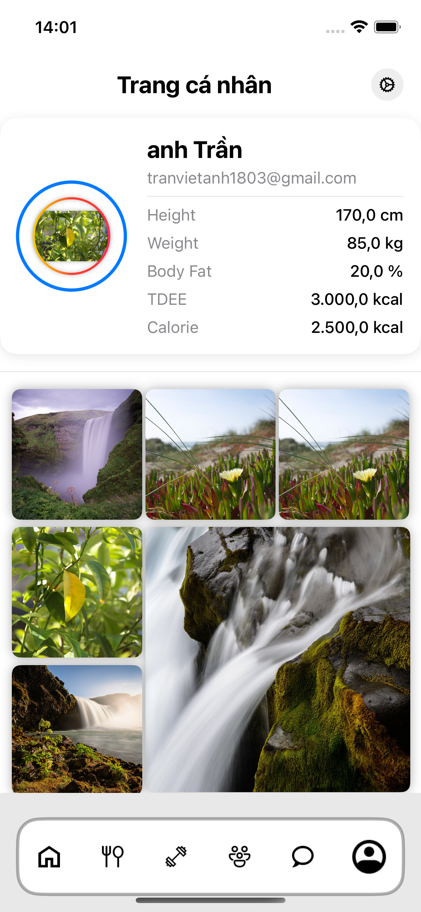 14:01
Trang cá nhân
anh Trần
tranvietanh1803@gmail.com
Height 170,0 cm
Weight 85,0 kg
Body Fat 20,0 %
TDEE 3.000,0 kcal
Calorie 2.500,0 kcal